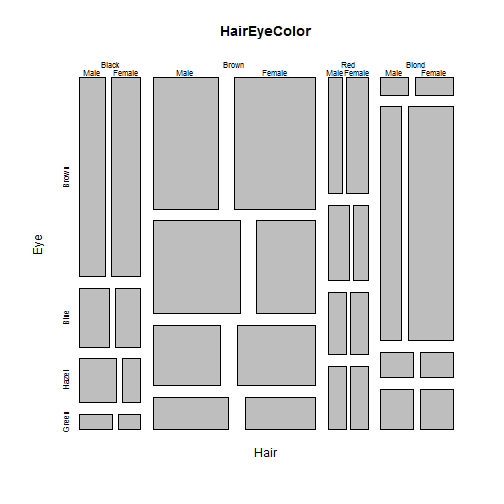 HairEyeColor
Black Brown Red Blond
Male Female Male Female Male Female Male Female
Brown
Blue
Hazel
Green
Eye
Hair